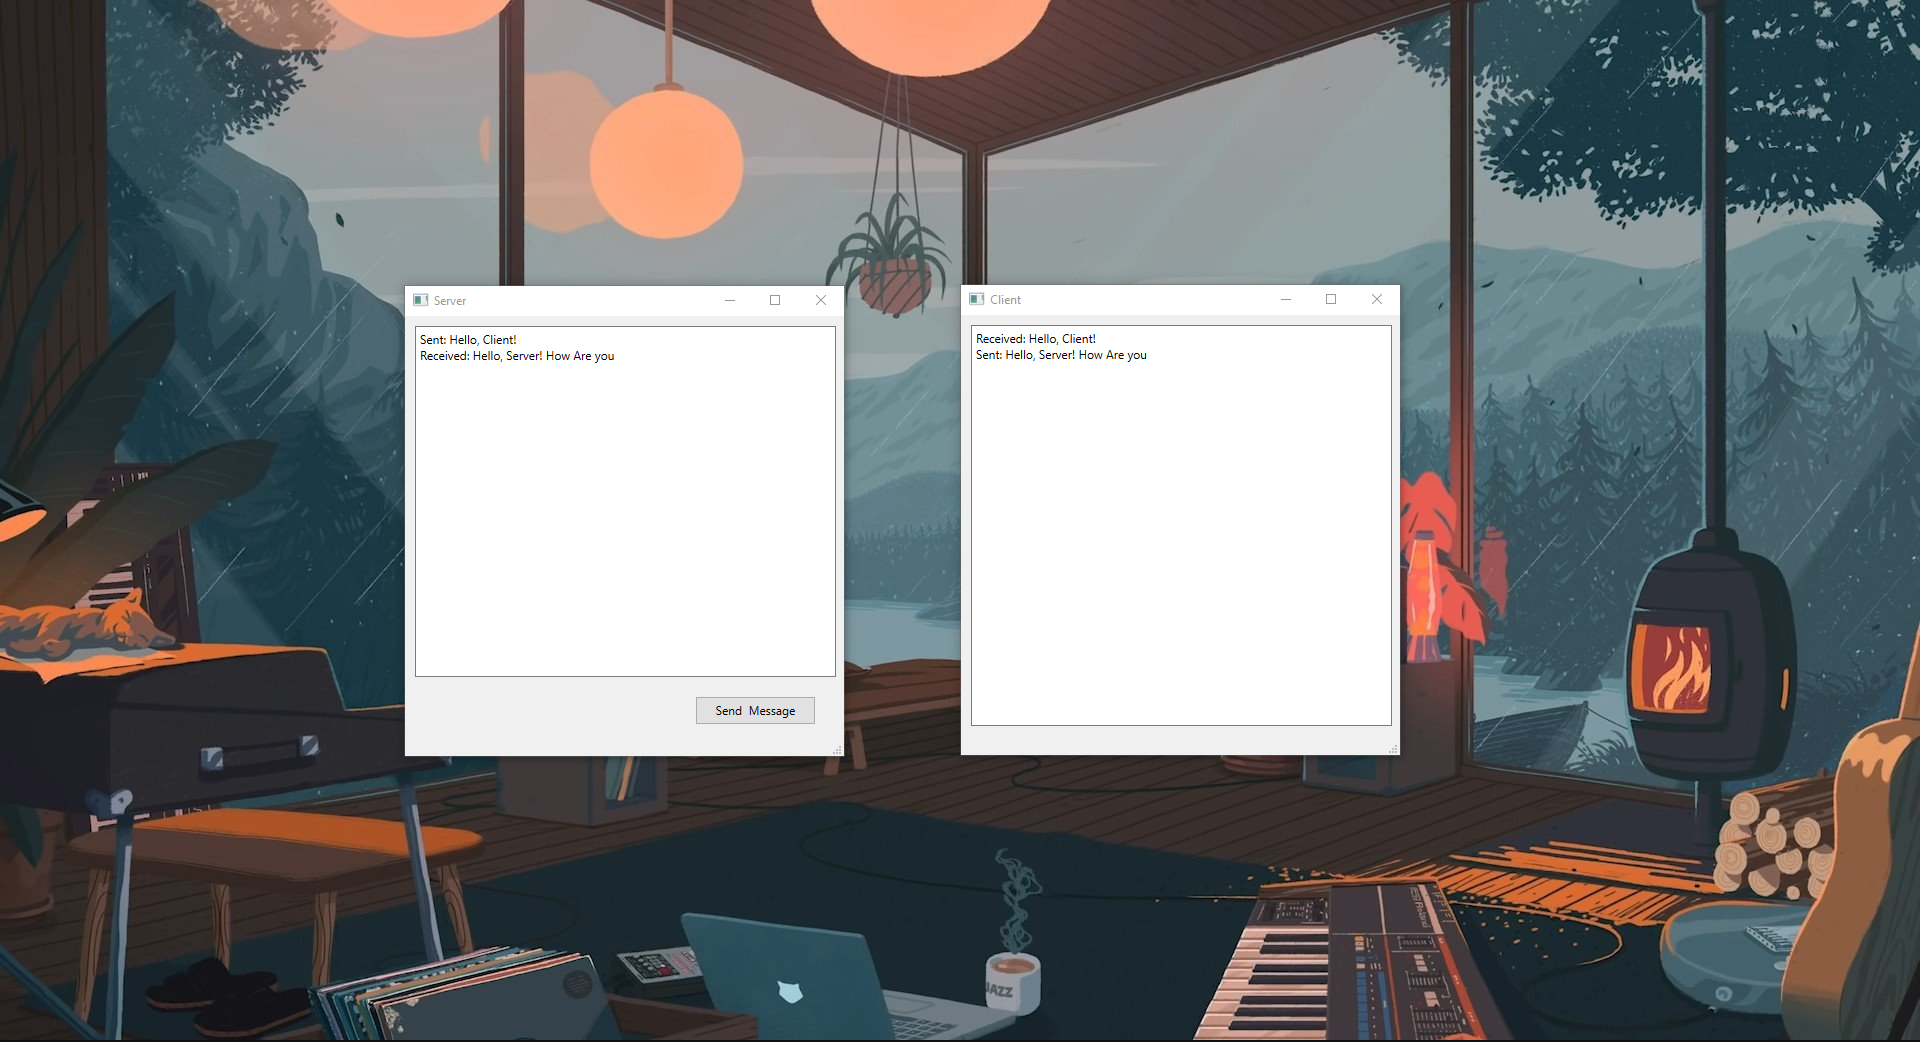 Server
Sent: Hello, Client!
Received: Hello, Server! How Are you
Send  Message
Client
Received: Hello, Client!
Sent: Hello, Server! How Are you
JAZZ
Roland